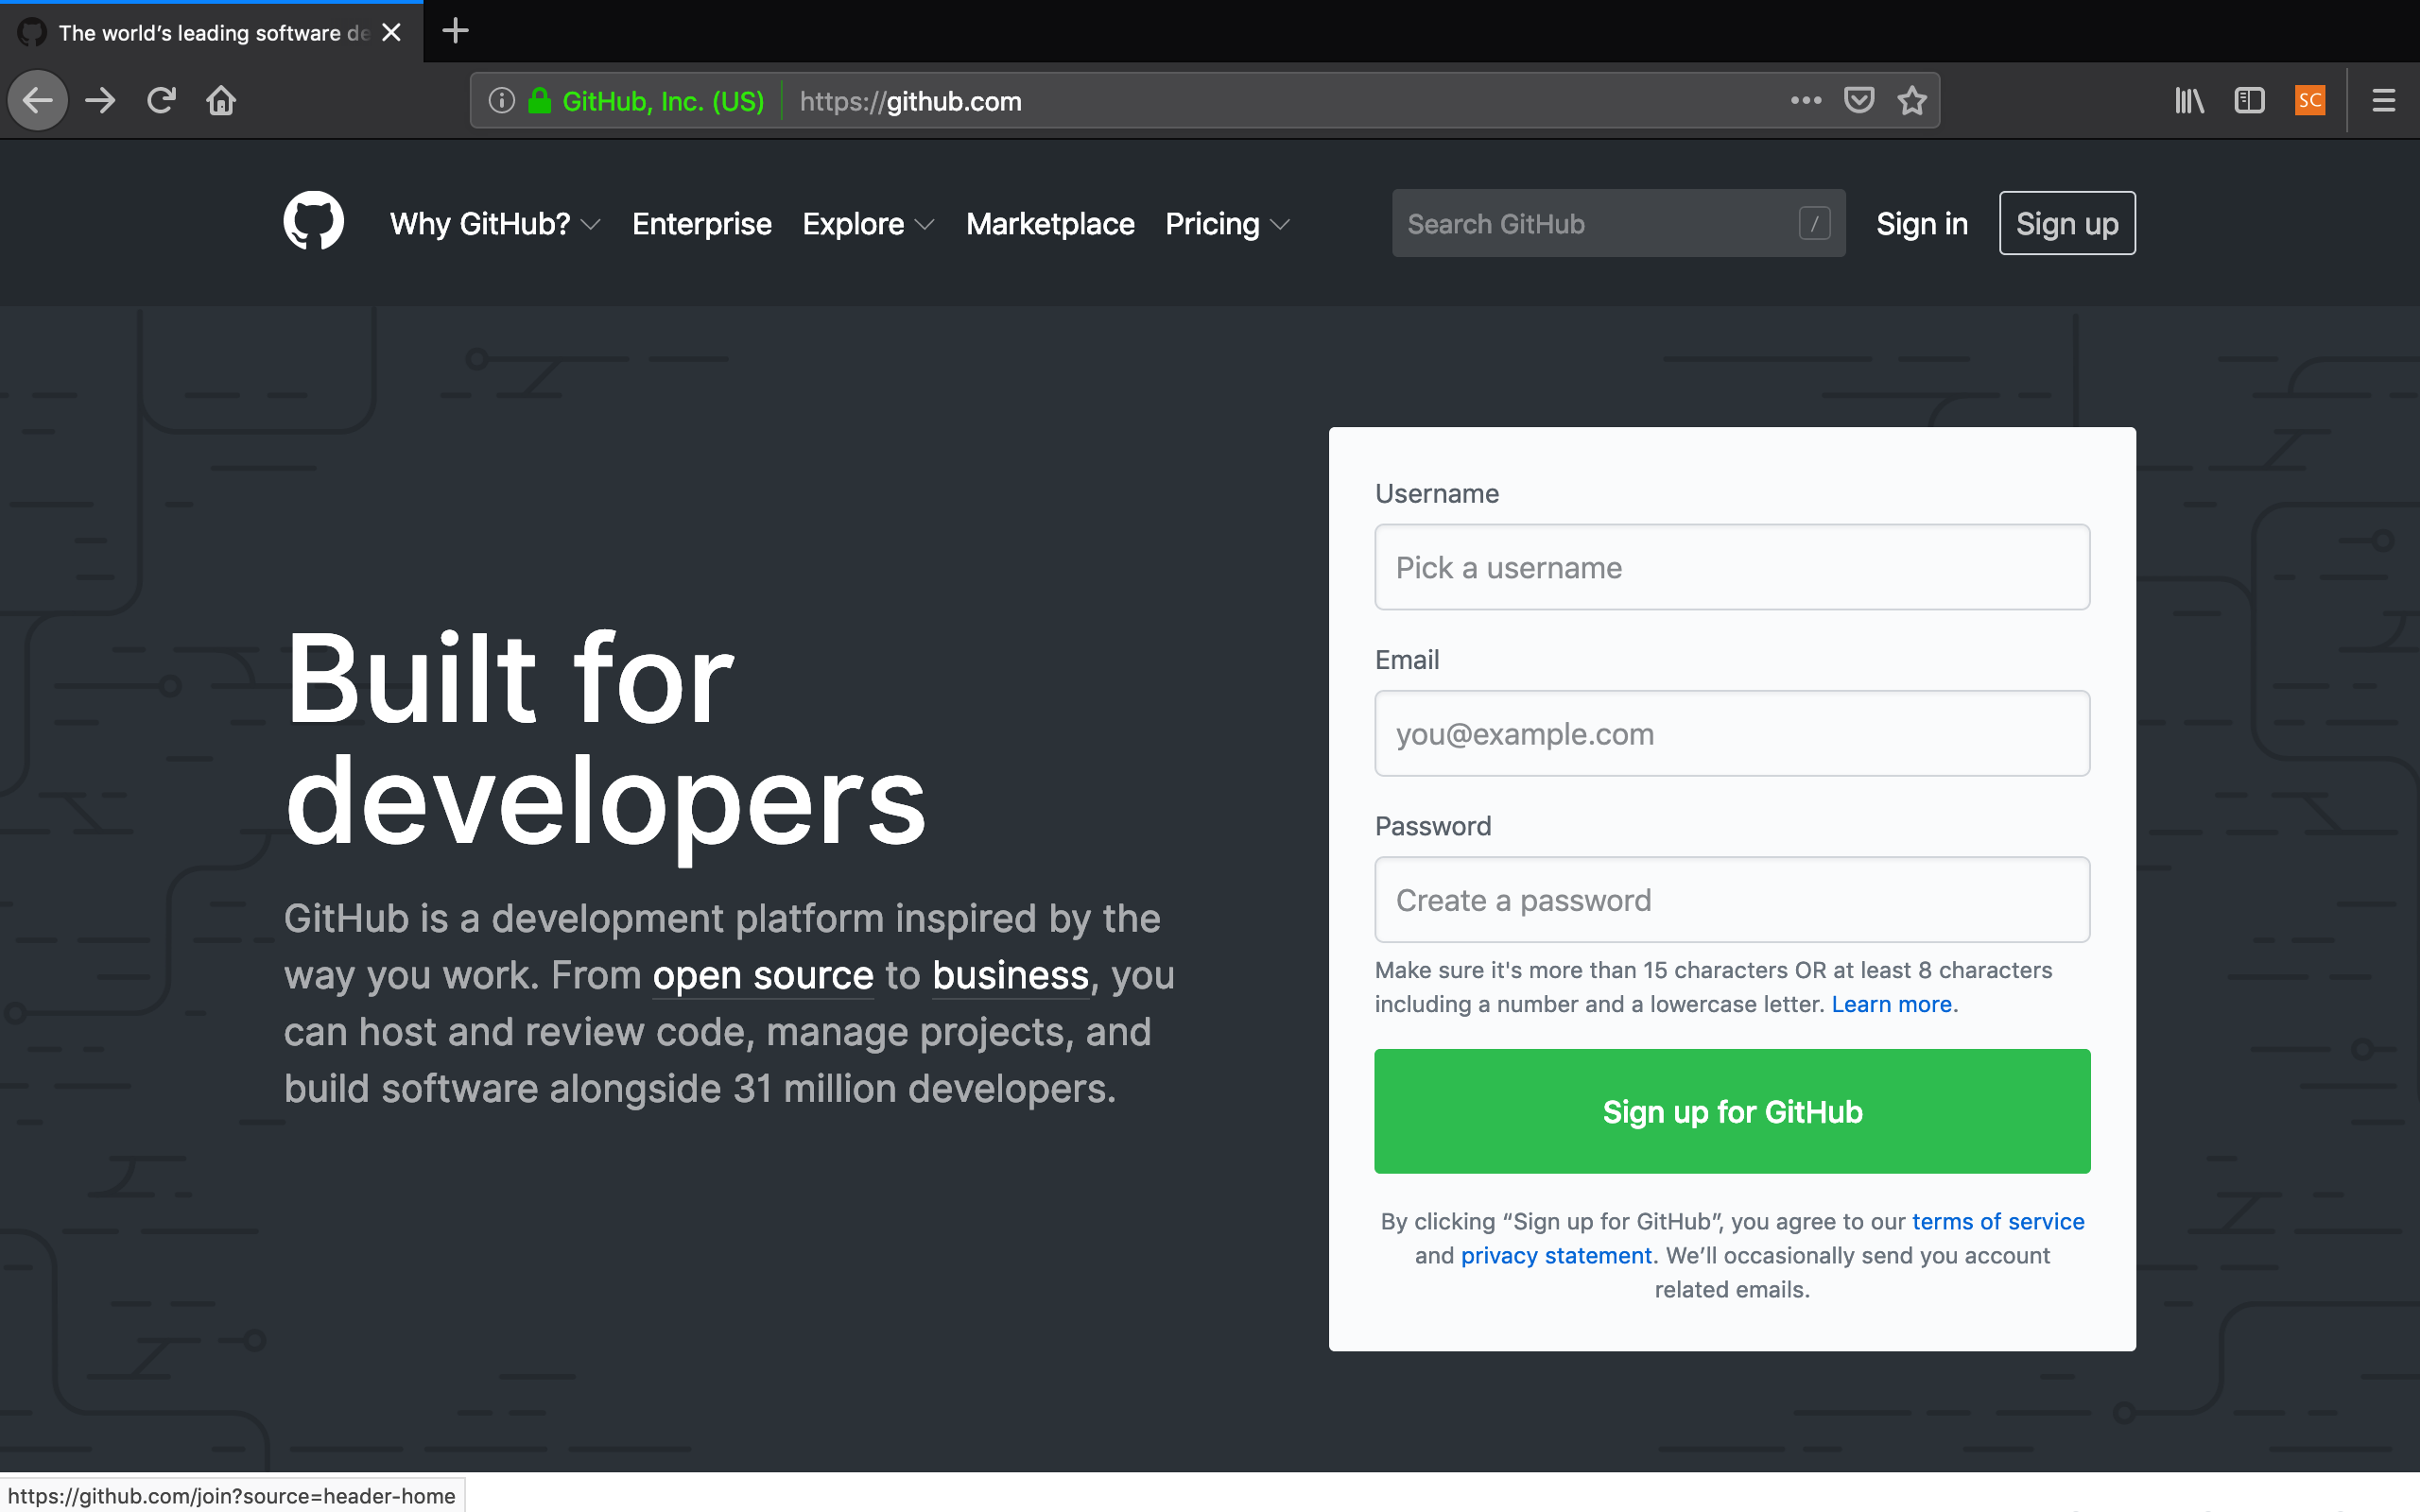 The world's leading software de
GitHub, Inc. (US) https://github.com
SC
Why GitHub? Enterprise Explore Marketplace Pricing Search GitHub / Sign in Sign up
Built for
developers
GitHub is a development platform inspired by the
way you work. From open source to business, you
can host and review code, manage projects, and
build software alongside 31 million developers.
Username
Pick a username
Email
you@example.com
Password
Create a password
Make sure it's more than 15 characters OR at least 8 characters
including a number and a lowercase letter. Learn more.
Sign up for GitHub
By clicking “Sign up for GitHub”, you agree to our terms of service
and privacy statement. We’ll occasionally send you account
related emails.
https://github.com/join?source=header-home